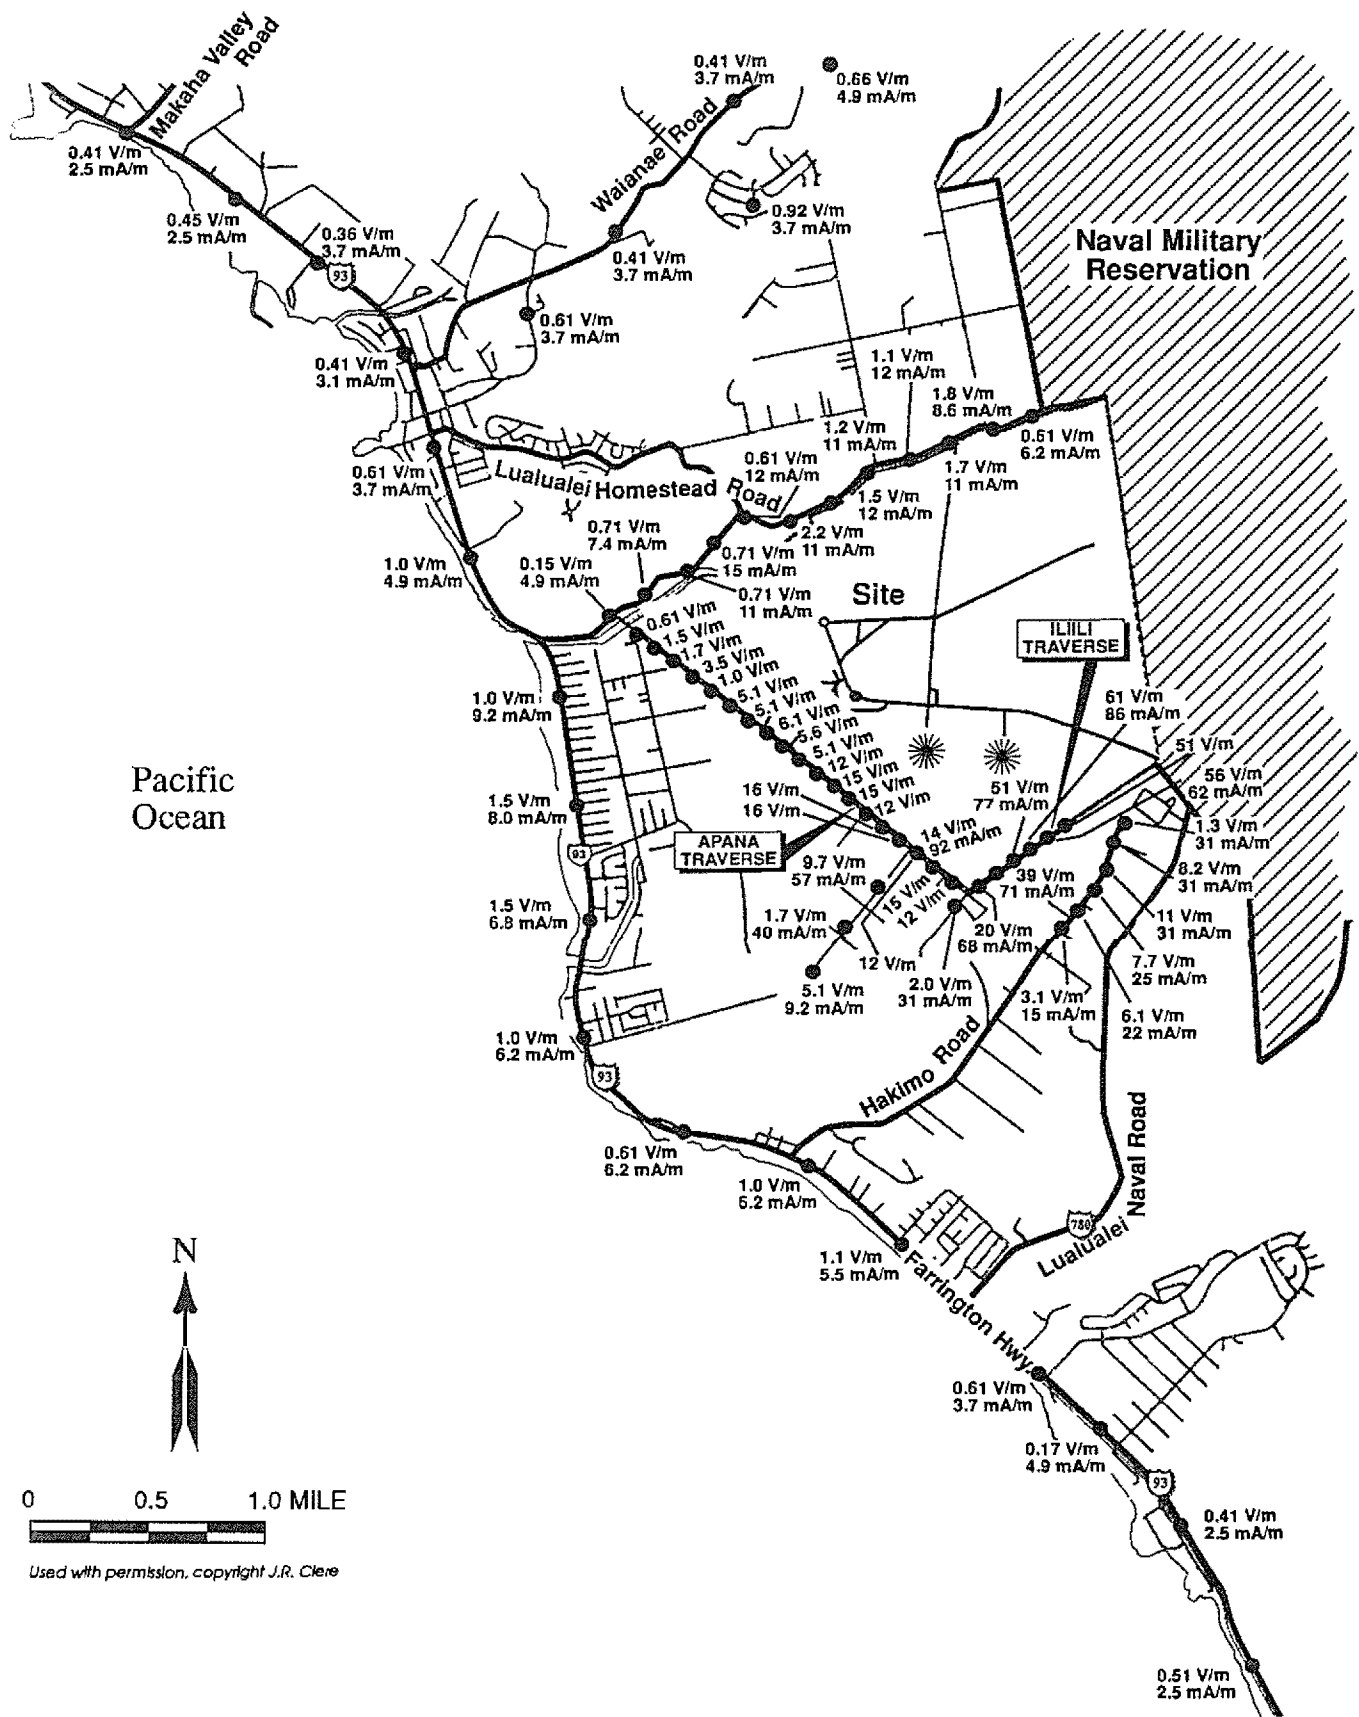 Makaha Valley
Road
0.41 V/m
3.7 mA/m
0.66 V/m
4.9 mA/m
0.41 V/m
2.5 mA/m
Waianae Road
0.45 V/m
2.5 mA/m
0.36 V/m
3.7 mA/m
93
0.92 V/m
3.7 mA/m
0.41 V/m
3.7 mA/m
Naval Military
Reservation
0.61 V/m
3.7 mA/m
0.41 V/m
3.1 mA/m
1.1 V/m
12 mA/m
1.8 V/m
8.6 mA/m
1.2 V/m
11 mA/m
0.61 V/m
6.2 mA/m
0.61 V/m
3.7 mA/m
Lualualei Homestead Road
0.61 V/m
12 mA/m
1.7 V/m
11 mA/m
1.5 V/m
12 mA/m
0.71 V/m
7.4 mA/m
2.2 V/m
11 mA/m
1.0 V/m
4.9 mA/m
0.15 V/m
4.9 mA/m
0.71 V/m
15 mA/m
0.71 V/m
11 mA/m
Site
0.61 V/m
1.5 V/m
1.7 V/m
3.5 V/m
1.0 V/m
5.1 V/m
5.1 V/m
6.1 V/m
5.6 V/m
5.1 V/m
12 V/m
15 V/m
15 V/m
12 V/m
ILIILI
TRAVERSE
1.0 V/m
9.2 mA/m
61 V/m
86 mA/m
51 V/m
56 V/m
62 mA/m
Pacific
Ocean
1.5 V/m
8.0 mA/m
16 V/m
16 V/m
51 V/m
77 mA/m
1.3 V/m
31 mA/m
93
APANA
TRAVERSE
14 V/m
92 mA/m
9.7 V/m
57 mA/m
39 V/m
71 mA/m
8.2 V/m
31 mA/m
1.5 V/m
6.8 mA/m
15 V/m
12 V/m
1.7 V/m
40 mA/m
20 V/m
68 mA/m
11 V/m
31 mA/m
12 V/m
5.1 V/m
9.2 mA/m
2.0 V/m
31 mA/m
7.7 V/m
25 mA/m
3.1 V/m
15 mA/m
6.1 V/m
22 mA/m
1.0 V/m
6.2 mA/m
93
Hakimo Road
0.61 V/m
6.2 mA/m
1.0 V/m
6.2 mA/m
Lualualei Naval Road
780
1.1 V/m
5.5 mA/m
Farrington Hwy.
N
0.61 V/m
3.7 mA/m
0.17 V/m
4.9 mA/m
93
0 0.5 1.0 MILE
0.41 V/m
2.5 mA/m
Used with permission, copyright J.R. Clere
0.51 V/m
2.5 mA/m